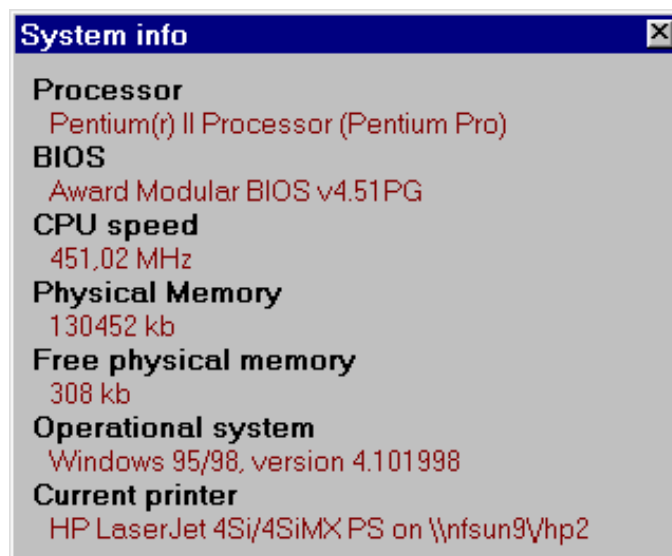 System info
Processor
Pentium(r) II Processor (Pentium Pro)
BIOS
Award Modular BIOS v4.51PG
CPU speed
451,02 MHz
Physical Memory
130452 kb
Free physical memory
308 kb
Operational system
Windows 95/98, version 4.101998
Current printer
HP LaserJet 4Si/4SiMX PS on \\nfsun9\/hp2